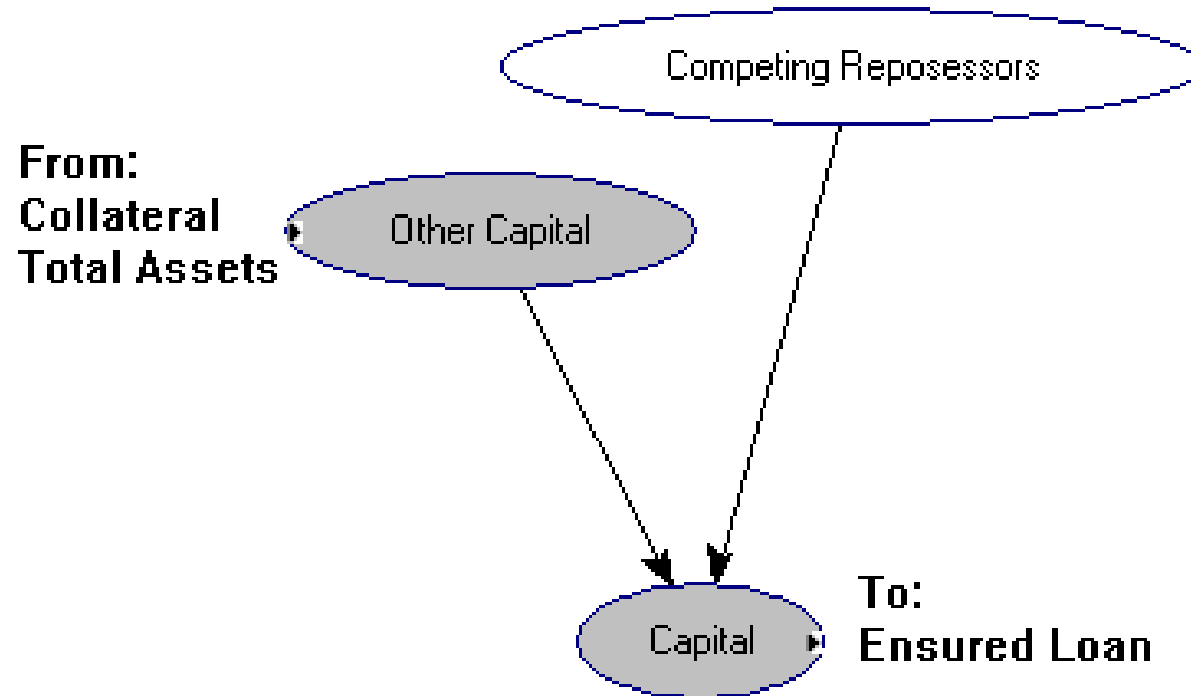 Competing Reposessors
From:
Collateral
Total Assets
Other Capital
Capital
To:
Ensured Loan